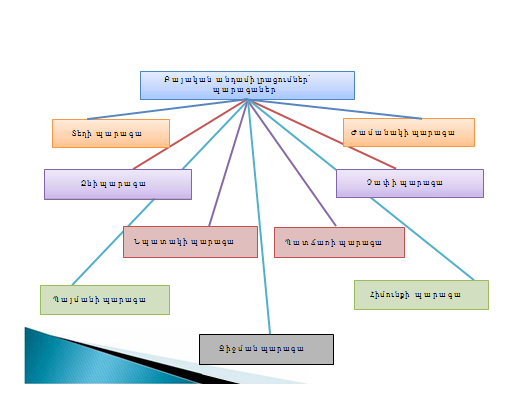 Բայական անդամի լրացումներ՝
պարագաներ
Տեղի պարագա
Ժամանակի պարագա
Ձևի պարագա
Չափի պարագա
Նպատակի պարագա
Պատճառի պարագա
Պայմանի պարագա
Հիմունքի պարագա
Զիջման պարագա